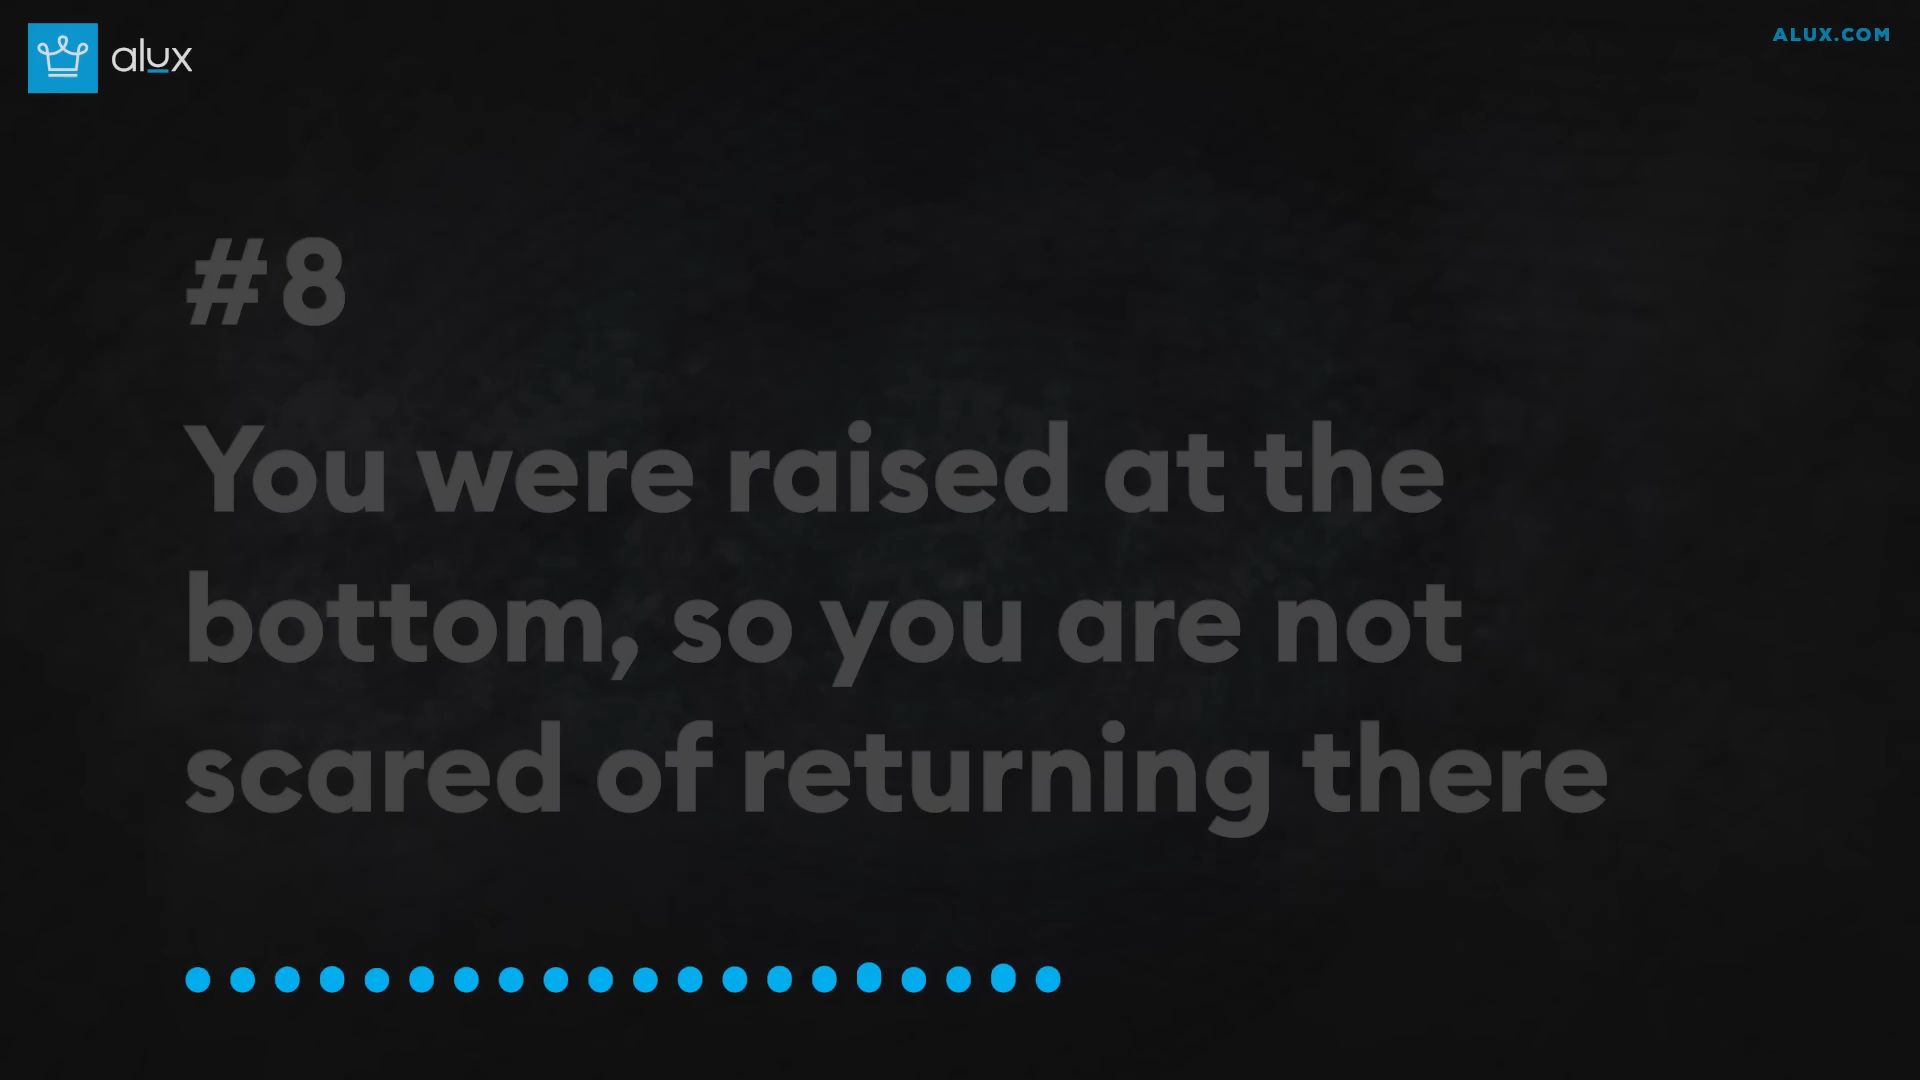 alux
ALUX.COM
#8
You were raised at the
bottom, so you are not
scared of returning there